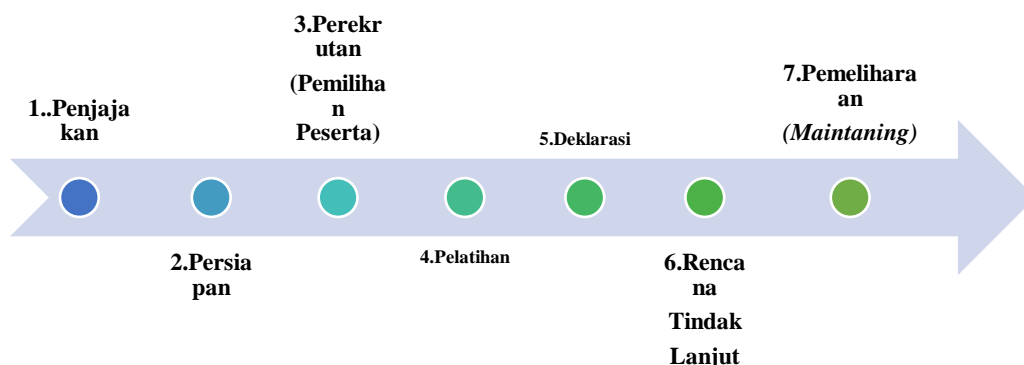 1..Penjaja
kan
2.Persia
pan
3.Perekr
utan
(Pemiliha
n
Peserta)
4.Pelatihan
5.Deklarasi
6.Renca
na
Tindak
Lanjut
7.Pemelihara
an
(Maintaning)